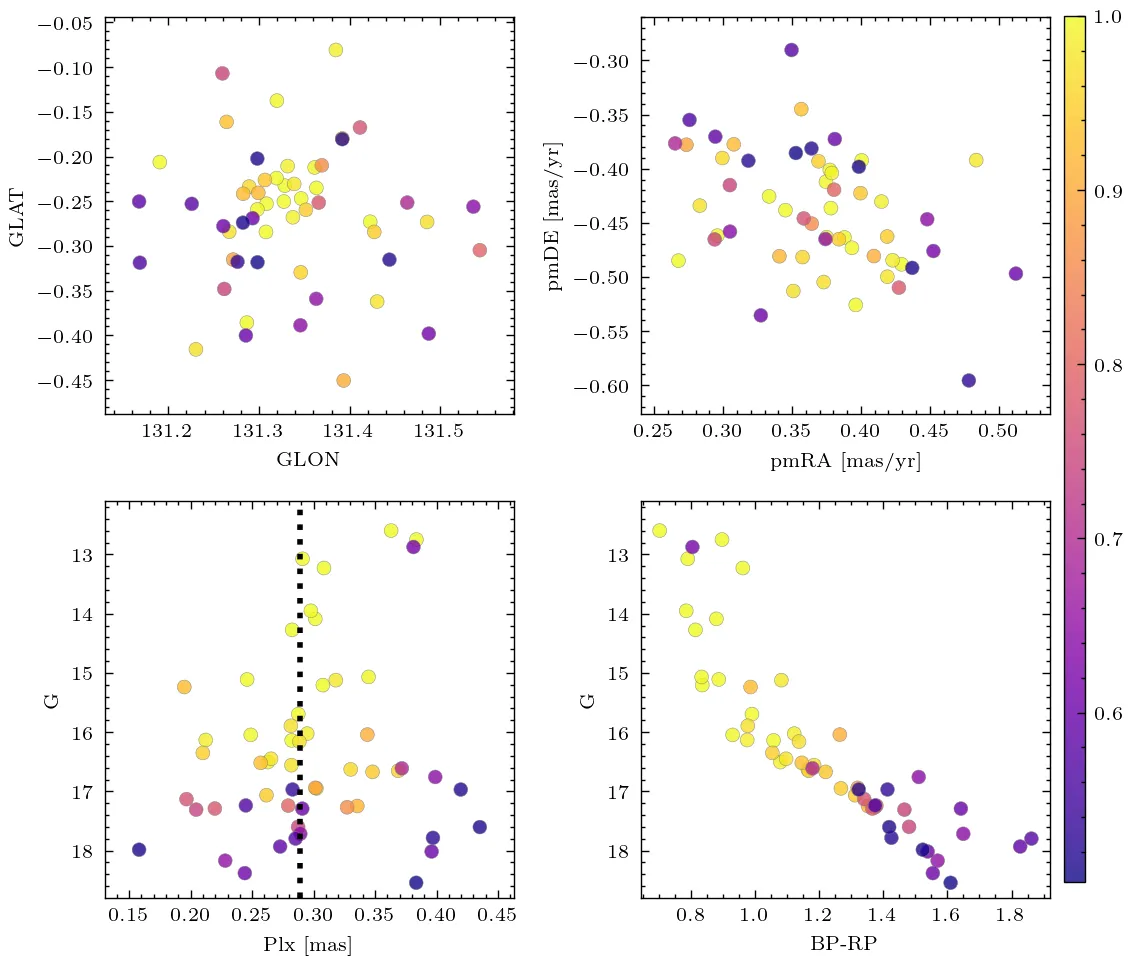 −0.05
−0.10
−0.15
−0.20
−0.25
−0.30
−0.35
−0.40
−0.45
GLAT
131.2 131.3 131.4 131.5
GLON
−0.30
−0.35
−0.40
−0.45
−0.50
−0.55
−0.60
pmDE [mas/yr]
0.25 0.30 0.35 0.40 0.45 0.50
pmRA [mas/yr]
1.0
0.9
0.8
0.7
0.6
13
14
15
16
17
18
G
0.15 0.20 0.25 0.30 0.35 0.40 0.45
Plx [mas]
13
14
15
16
17
18
G
0.8 1.0 1.2 1.4 1.6 1.8
BP-RP